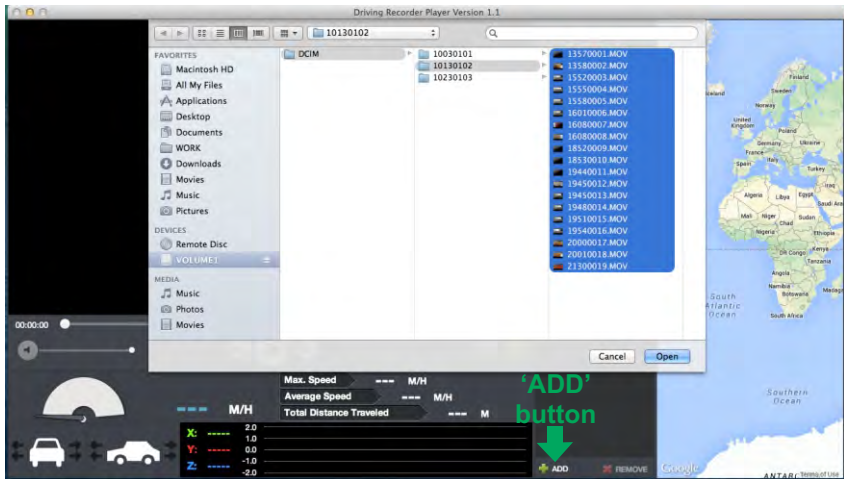 Driving Recorder Player Version 1.1
10130102
FAVORITES
Macintosh HD
All My Files
Applications
Desktop
Documents
WORK
Downloads
Movies
Music
Pictures
DEVICES
Remote Disc
VOLUME1
MEDIA
Music
Photos
Movies
DCIM
10030101
10130102
10230103
13570001.MOV
13580002.MOV
15520003.MOV
15550004.MOV
15580005.MOV
16010006.MOV
16080007.MOV
16080008.MOV
18520009.MOV
18530010.MOV
19440011.MOV
19450012.MOV
19450013.MOV
19480014.MOV
19510015.MOV
19540016.MOV
20000017.MOV
20010018.MOV
21300019.MOV
Cancel Open
Finland
Sweden
Norway
United
Kingdom
Poland
Germany Ukraine
France
Italy
Spain
Turkey
Iraq
Algeria Libya Egypt
Saudi Ara
Mali Niger Sudan
Chad
Nigeria
Ethiopia
DR Congo Kenya
Tanzania
Angola
Namibia
Botswana
South
Atlantic
Ocean
South Africa
Southern
Ocean
00:00:00
--- M/H
Max. Speed --- M/H
Average Speed --- M/H
Total Distance Traveled --- M
X: -----
Y: -----
Z: -----
2.0
1.0
0.0
-1.0
-2.0
'ADD'
button
ADD
REMOVE
Google
ANTAR
Terms of Use